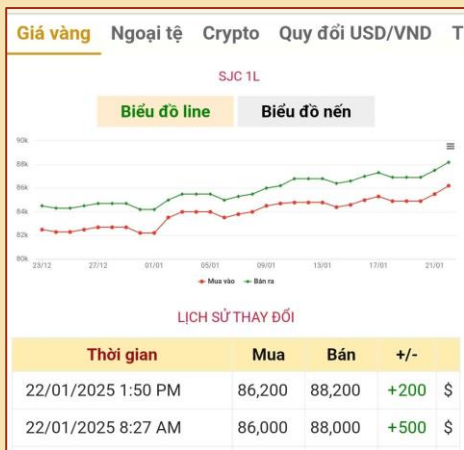 Giá vàng Ngoại tệ Crypto Quy đổi USD/VND T
SJC 1L
Biểu đồ line Biểu đồ nến
90k
88k
86k
84k
82k
80k
23/12 27/12 01/01 05/01 09/01 13/01 17/01 21/01
Mua vào Bán ra
LỊCH SỬ THAY ĐỔI
Thời gian Mua Bán +/-
22/01/2025 1:50 PM 86,200 88,200 +200 $
22/01/2025 8:27 AM 86,000 88,000 +500 $